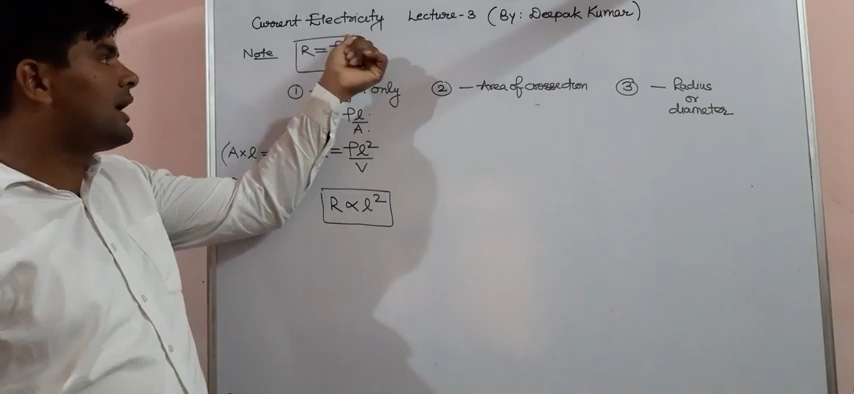 Current Electricity Lecture-3 (By: Deepak Kumar)
Note R =
① only ② — Area of crossection ③ — Radius
or
diameter
ρl/A.
(A×l = = ρl²/V
R ∝ l²